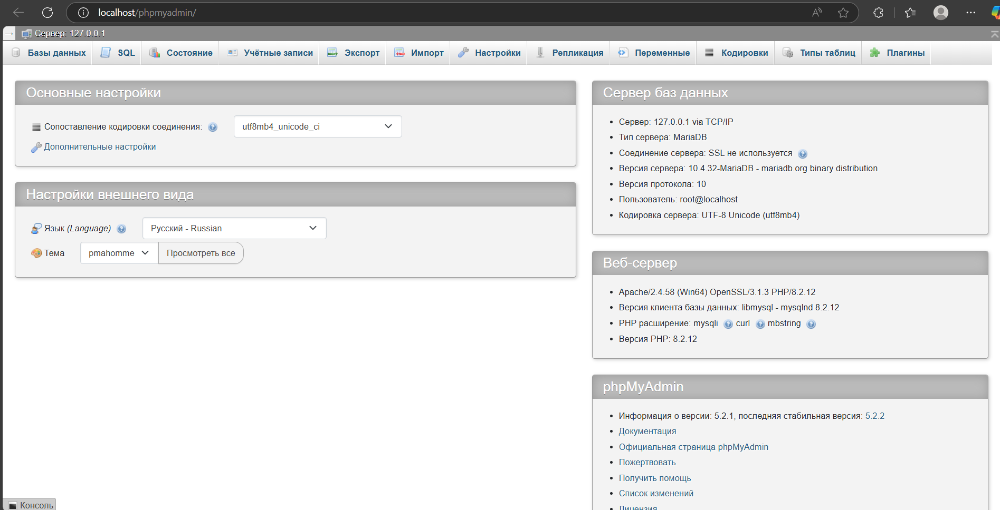 localhost/phpmyadmin/
Сервер: 127.0.0.1
Базы данных SQL Состояние Учётные записи Экспорт Импорт Настройки Репликация Переменные Кодировки Типы таблиц Плагины
Основные настройки
Сопоставление кодировки соединения: utf8mb4_unicode_ci
Дополнительные настройки
Настройки внешнего вида
Язык (Language) Русский - Russian
Тема pmahomme Просмотреть все
Сервер баз данных
Сервер: 127.0.0.1 via TCP/IP
Тип сервера: MariaDB
Соединение сервера: SSL не используется
Версия сервера: 10.4.32-MariaDB - mariadb.org binary distribution
Версия протокола: 10
Пользователь: root@localhost
Кодировка сервера: UTF-8 Unicode (utf8mb4)
Веб-сервер
Apache/2.4.58 (Win64) OpenSSL/3.1.3 PHP/8.2.12
Версия клиента базы данных: libmysql - mysqlnd 8.2.12
PHP расширение: mysqli curl mbstring
Версия PHP: 8.2.12
phpMyAdmin
Информация о версии: 5.2.1, последняя стабильная версия: 5.2.2
Документация
Официальная страница phpMyAdmin
Пожертвовать
Получить помощь
Список изменений
Лицензия
Консоль